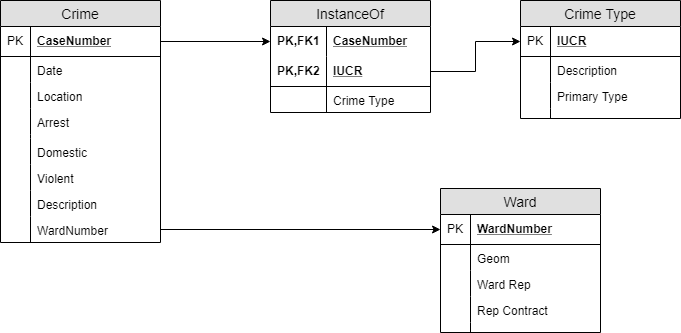 Crime
PK CaseNumber
Date
Location
Arrest
Domestic
Violent
Description
WardNumber
InstanceOf
PK,FK1 CaseNumber
PK,FK2 IUCR
Crime Type
Crime Type
PK IUCR
Description
Primary Type
Ward
PK WardNumber
Geom
Ward Rep
Rep Contract